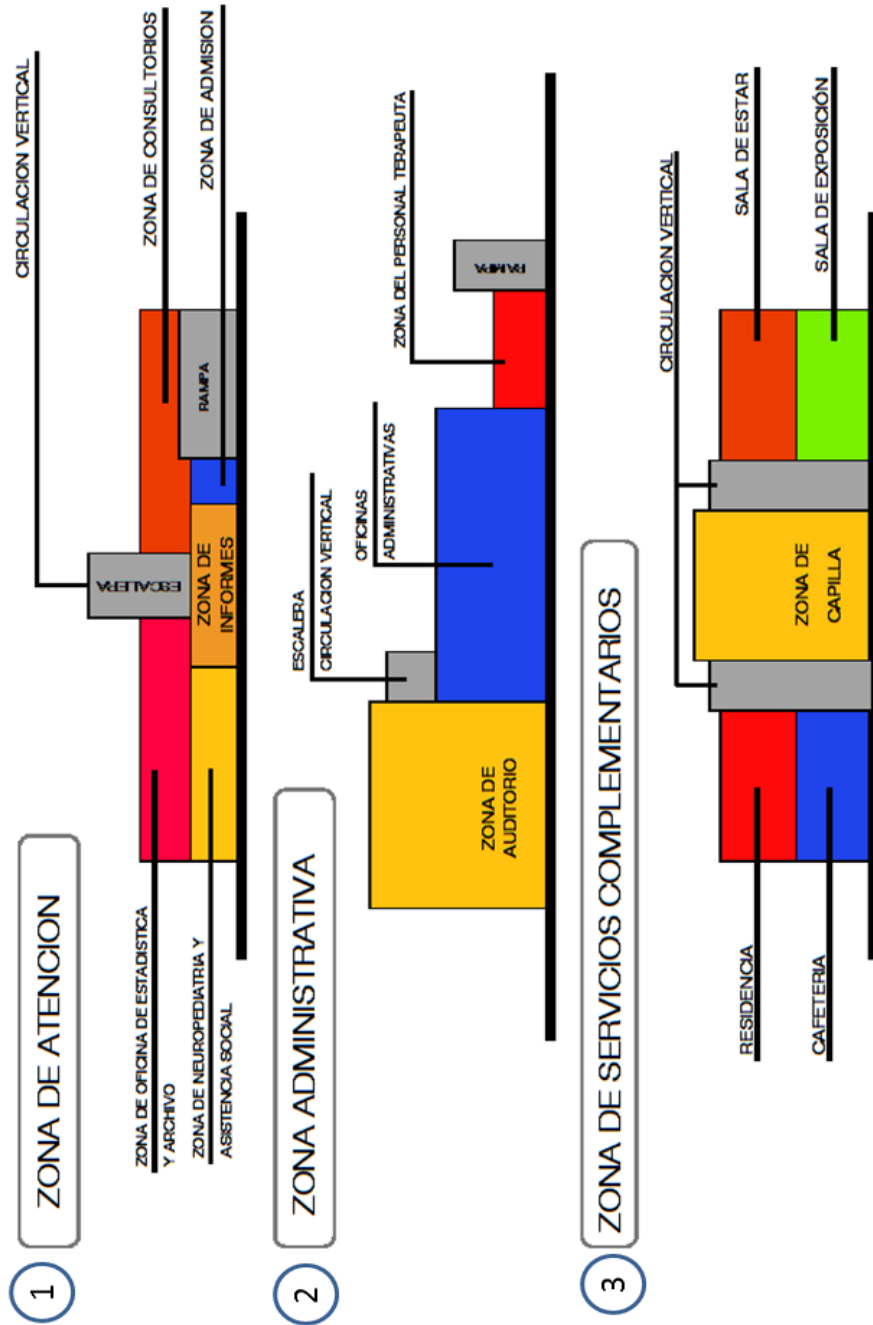 1
ZONA DE ATENCION
CIRCULACION VERTICAL
ZONA DE CONSULTORIOS
ZONA DE ADMISION
ESCALERA
RAMPA
ZONA DE
INFORMES
ZONA DE OFICINA DE ESTADISTICA
Y ARCHIVO
ZONA DE NEUROPEDIATRIA Y
ASISTENCIA SOCIAL
2
ZONA ADMINISTRATIVA
ESCALERA
CIRCULACION VERTICAL
OFICINAS
ADMINISTRATIVAS
ZONA DEL PERSONAL TERAPEUTA
RAMPA
ZONA DE
AUDITORIO
3
ZONA DE SERVICIOS COMPLEMENTARIOS
CIRCULACION VERTICAL
SALA DE ESTAR
SALA DE EXPOSICIÓN
ZONA DE
CAPILLA
RESIDENCIA
CAFETERIA